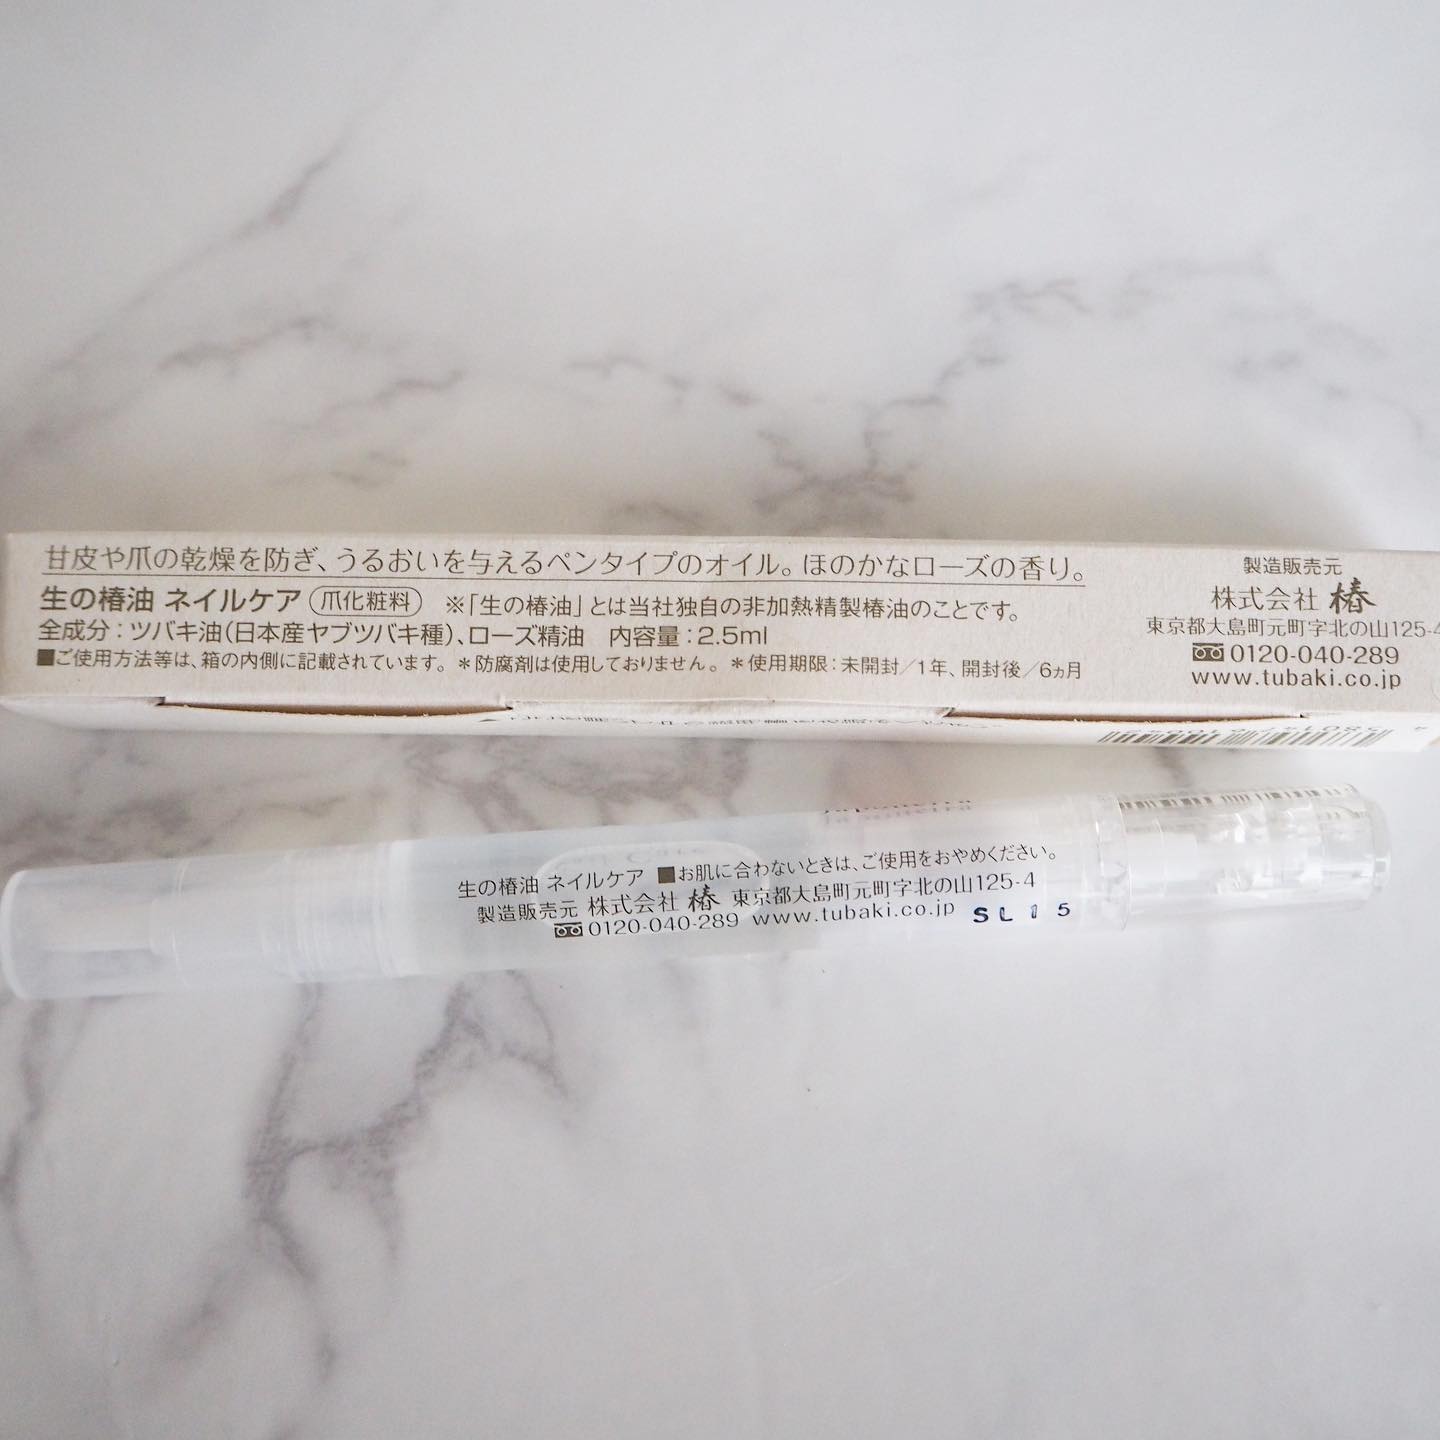 甘皮や爪の乾燥を防ぎ、うるおいを与えるペンタイプのオイル。ほのかなローズの香り。
生の椿油 ネイルケア 爪化粧料 ※「生の椿油」とは当社独自の非加熱精製椿油のことです。
全成分：ツバキ油(日本産ヤブツバキ種)、ローズ精油 内容量：2.5ml
■ご使用方法等は、箱の内側に記載されています。＊防腐剤は使用しておりません。＊使用期限：未開封／1年、開封後／6ヵ月
製造販売元
株式会社 椿
東京都大島町元町字北の山125-4
0120-040-289
www.tubaki.co.jp
生の椿油 ネイルケア ■お肌に合わないときは、ご使用をおやめください。
製造販売元 株式会社 椿 東京都大島町元町字北の山125-4
0120-040-289 www.tubaki.co.jp SL15